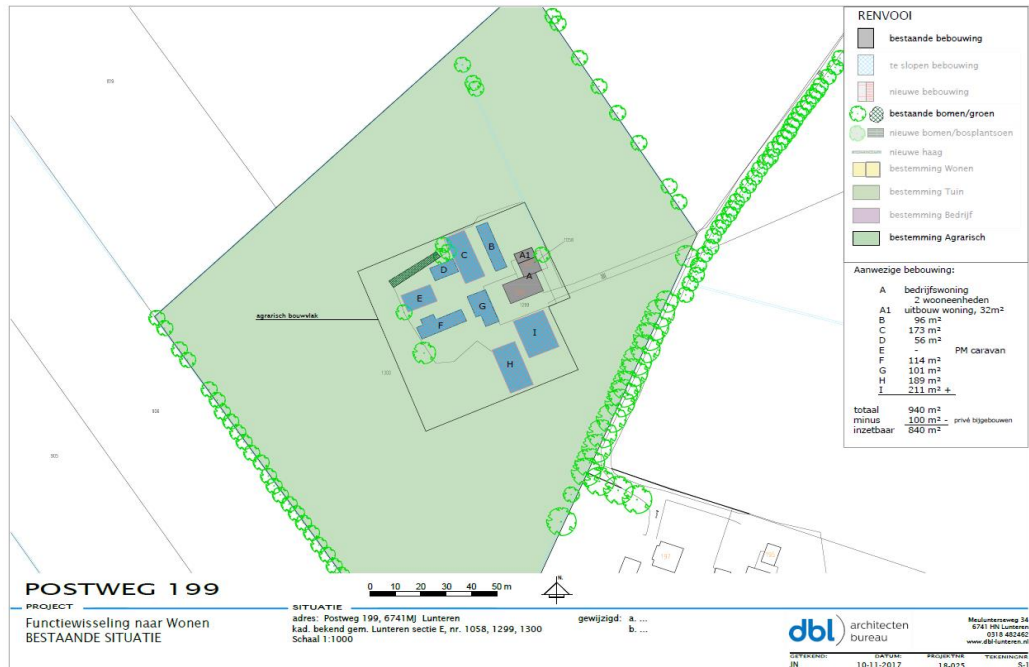 RENVOOI
bestaande bebouwing
te slopen bebouwing
nieuwe bebouwing
bestaande bomen/groen
nieuwe bomen/bosplantsoen
nieuwe haag
bestemming Wonen
bestemming Tuin
bestemming Bedrijf
bestemming Agrarisch
Aanwezige bebouwing:
A bedrijfswoning
2 wooneenheden
A1 uitbouw woning, 32m²
B 96 m²
C 173 m²
D 56 m²
E - PM caravan
F 114 m²
G 101 m²
H 189 m²
I 211 m² +
totaal 940 m²
minus 100 m² - privé bijgebouwen
inzetbaar 840 m²
agrarisch bouwvlak
A1
A
B
C
D
E
F
G
H
I
1299
1300
POSTWEG 199
0 10 20 30 40 50 m
N.
PROJECT
Functiewisseling naar Wonen
BESTAANDE SITUATIE
SITUATIE
adres: Postweg 199, 6741MJ Lunteren
kad. bekend gem. Lunteren sectie E, nr. 1058, 1299, 1300
Schaal 1:1000
gewijzigd: a. ...
b. ...
dbl architecten
bureau
Meulunterseweg 34
6741 HN Lunteren
0318 482462
www.dbl-lunteren.nl
GETEKEND: DATUM: PROJEKTNR TEKENINGNR
JN 10-11-2017 18-025 S-1